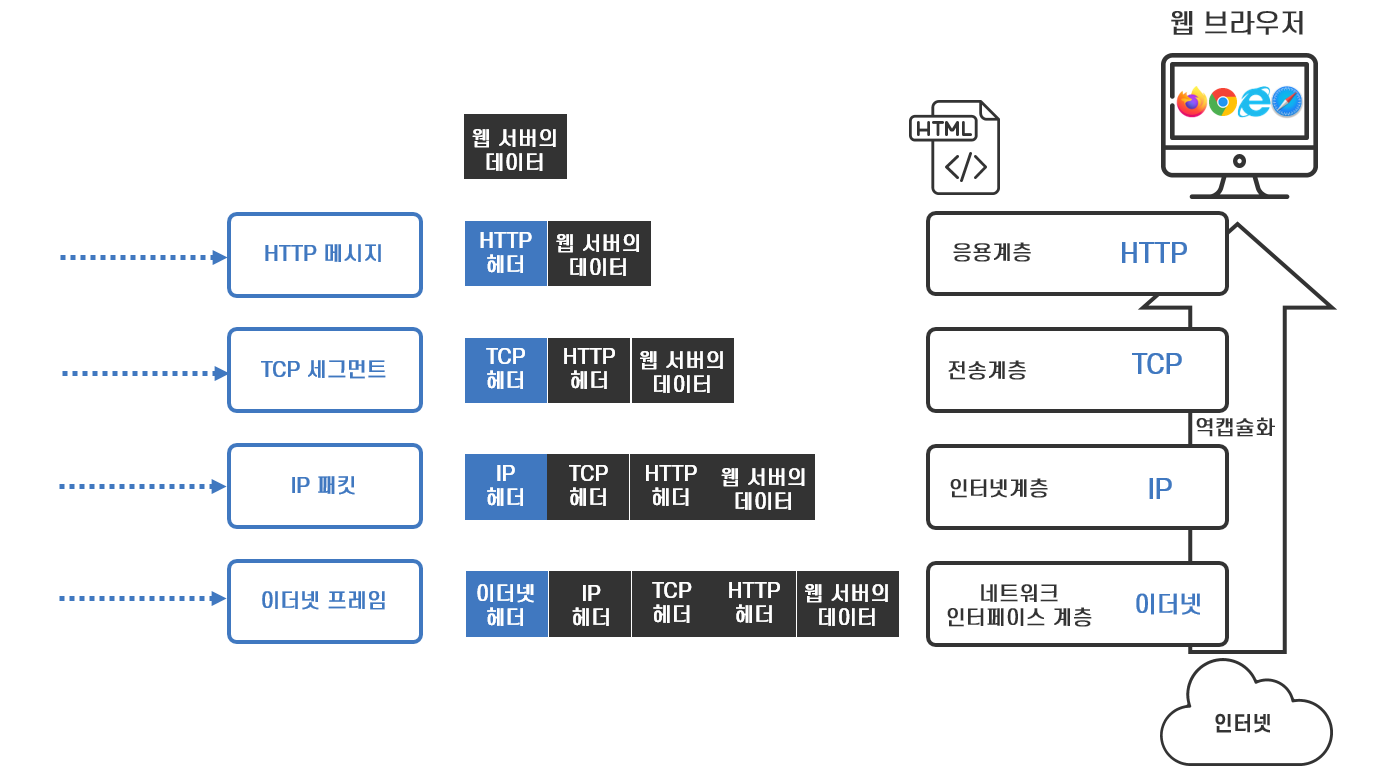 웹 브라우저
HTML
</>
웹 서버의
데이터
HTTP 메시지
HTTP
헤더
웹 서버의
데이터
응용계층
HTTP
TCP 세그먼트
TCP
헤더
HTTP
헤더
웹 서버의
데이터
전송계층
TCP
역캡슐화
IP 패킷
IP
헤더
TCP
헤더
HTTP
헤더
웹 서버의
데이터
인터넷계층
IP
이더넷 프레임
이더넷
헤더
IP
헤더
TCP
헤더
HTTP
헤더
웹 서버의
데이터
네트워크
인터페이스 계층
이더넷
인터넷